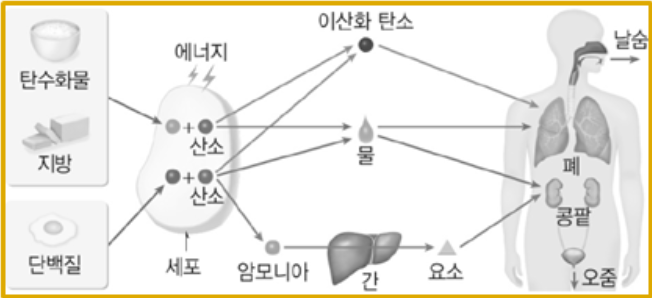 탄수화물
지방
단백질
에너지
+
산소
+
산소
세포
이산화 탄소
물
암모니아
간
요소
날숨
폐
콩팥
오줌